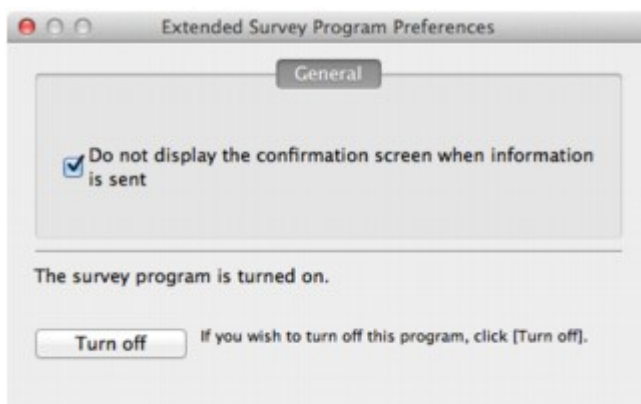 Extended Survey Program Preferences
General
Do not display the confirmation screen when information
is sent
The survey program is turned on.
Turn off
If you wish to turn off this program, click [Turn off].